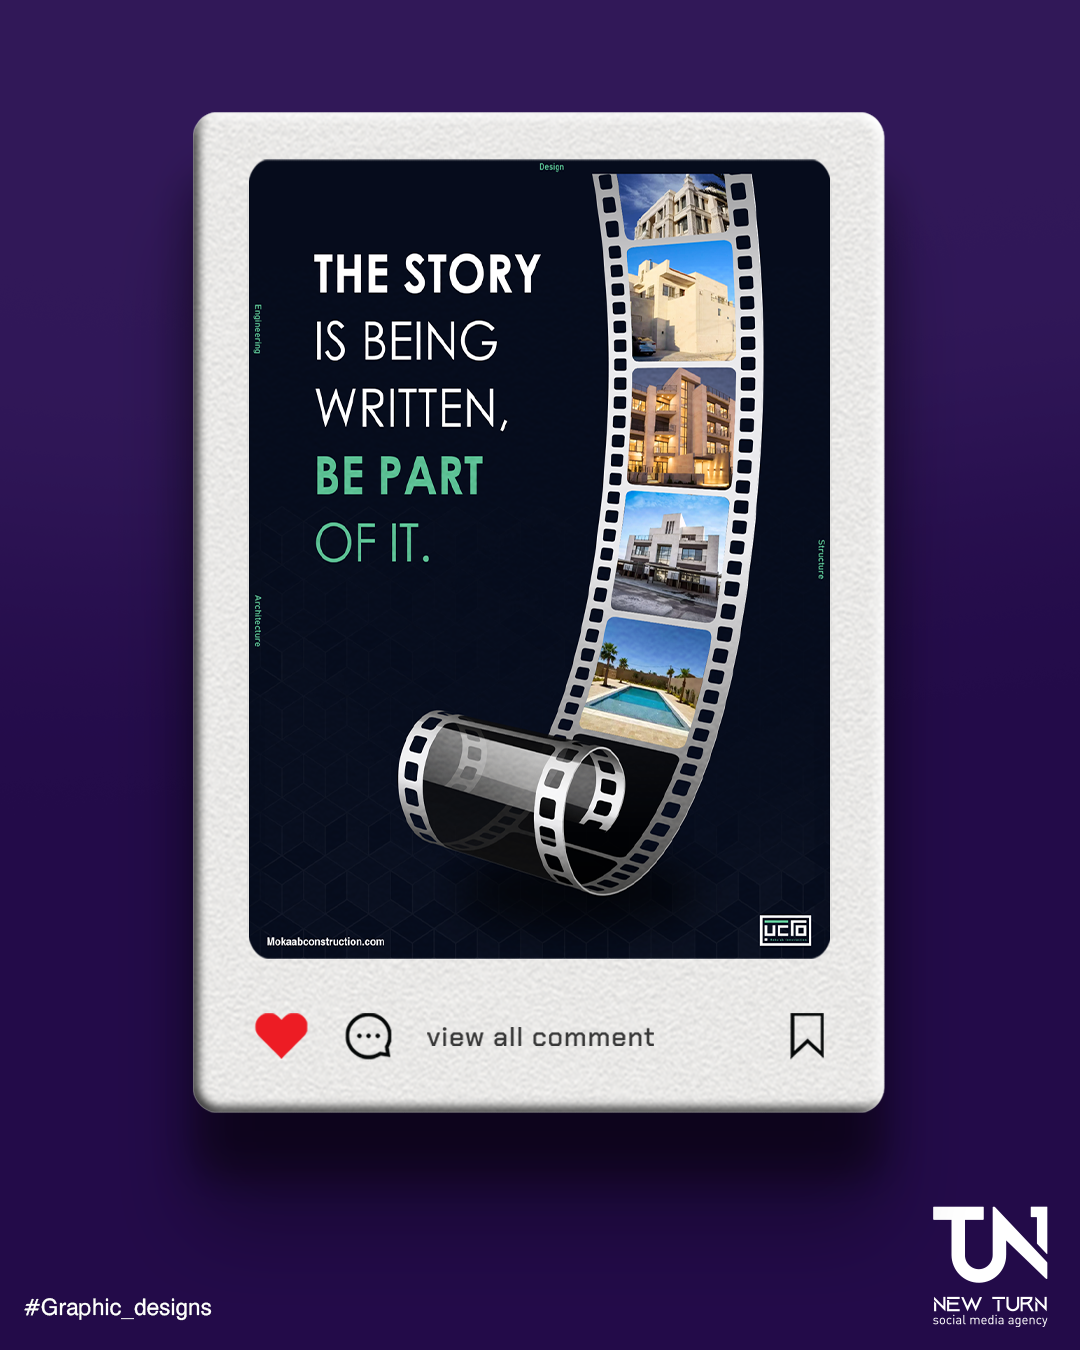 Design
THE STORY
IS BEING
WRITTEN,
BE PART
OF IT.
Engineering
Architecture
Structure
Mokaabconstruction.com
view all comment
#Graphic_designs
TN
NEW TURN
social media agency